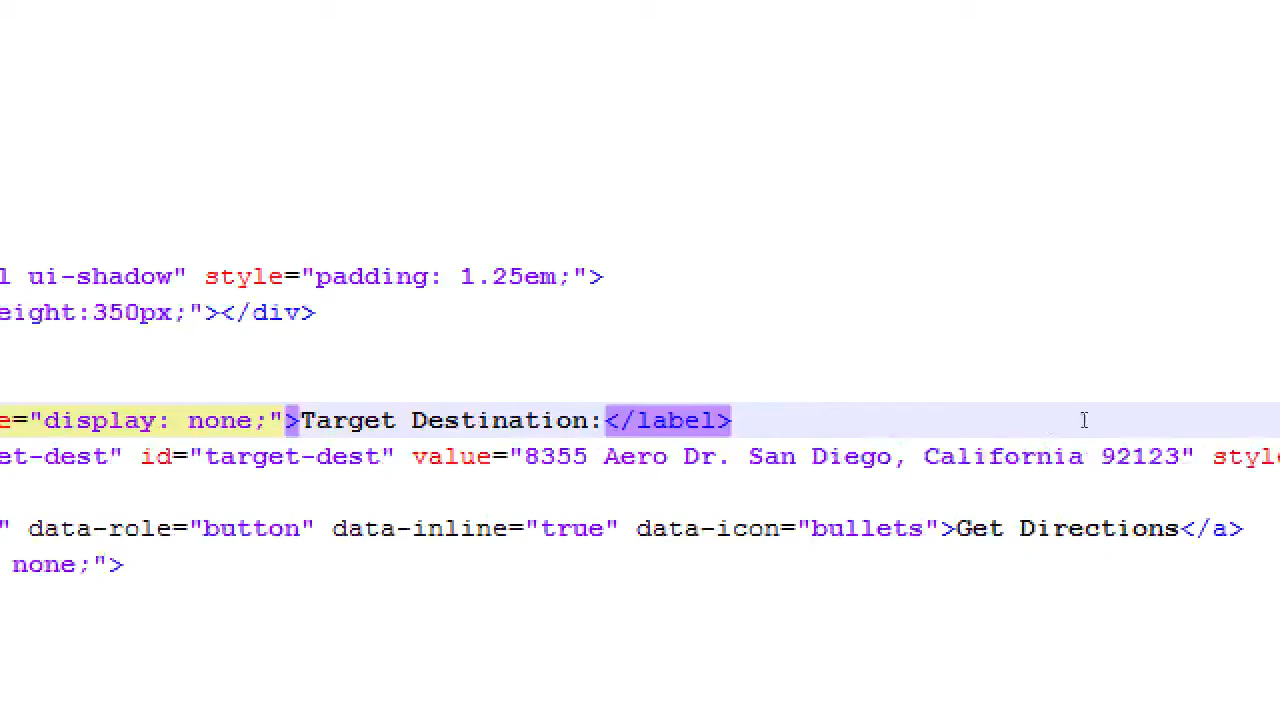 l ui-shadow" style="padding: 1.25em;">
eight:350px;"></div>
e="display: none;">Target Destination:</label>
et-dest" id="target-dest" value="8355 Aero Dr. San Diego, California 92123" style
" data-role="button" data-inline="true" data-icon="bullets">Get Directions</a>
none;">